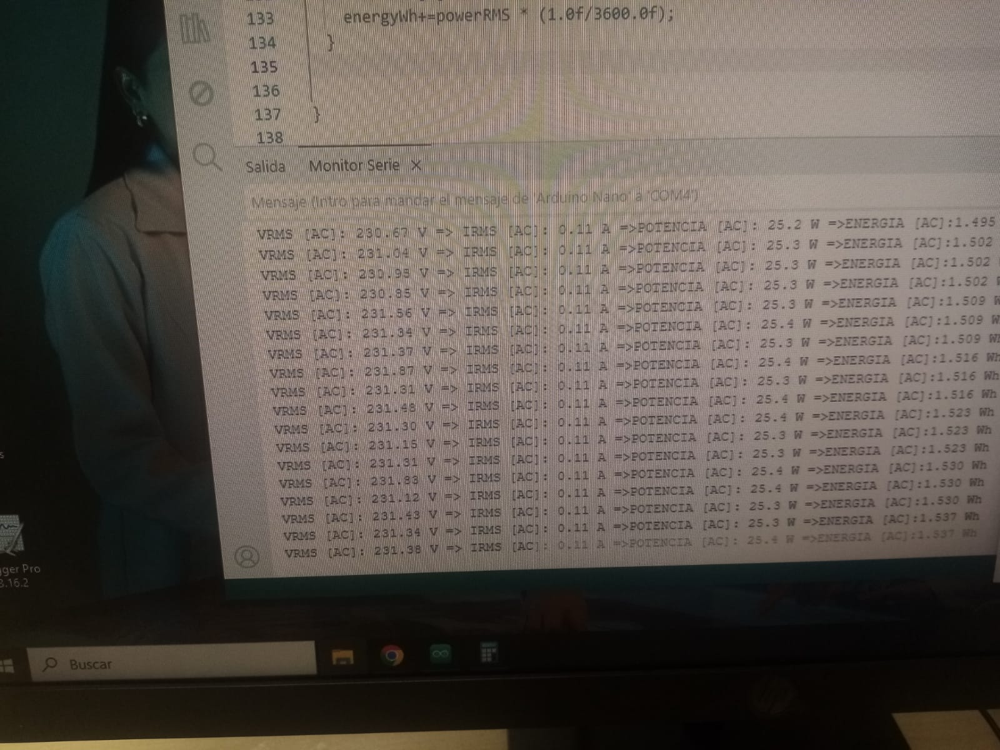 133 energyWh+=powerRMS * (1.0f/3600.0f);
134 }
135
136
137 }
138
Salida Monitor Serie ×
Mensaje (Intro para mandar el mensaje de 'Arduino Nano' a 'COM4')
VRMS [AC]: 230.67 V => IRMS [AC]: 0.11 A =>POTENCIA [AC]: 25.2 W =>ENERGIA [AC]:1.495
VRMS [AC]: 231.04 V => IRMS [AC]: 0.11 A =>POTENCIA [AC]: 25.3 W =>ENERGIA [AC]:1.502
VRMS [AC]: 230.95 V => IRMS [AC]: 0.11 A =>POTENCIA [AC]: 25.3 W =>ENERGIA [AC]:1.502
VRMS [AC]: 230.85 V => IRMS [AC]: 0.11 A =>POTENCIA [AC]: 25.3 W =>ENERGIA [AC]:1.502
VRMS [AC]: 231.56 V => IRMS [AC]: 0.11 A =>POTENCIA [AC]: 25.3 W =>ENERGIA [AC]:1.509 W
VRMS [AC]: 231.34 V => IRMS [AC]: 0.11 A =>POTENCIA [AC]: 25.4 W =>ENERGIA [AC]:1.509 W
VRMS [AC]: 231.37 V => IRMS [AC]: 0.11 A =>POTENCIA [AC]: 25.3 W =>ENERGIA [AC]:1.509 Wh
VRMS [AC]: 231.87 V => IRMS [AC]: 0.11 A =>POTENCIA [AC]: 25.4 W =>ENERGIA [AC]:1.516 Wh
VRMS [AC]: 231.31 V => IRMS [AC]: 0.11 A =>POTENCIA [AC]: 25.3 W =>ENERGIA [AC]:1.516 Wh
VRMS [AC]: 231.48 V => IRMS [AC]: 0.11 A =>POTENCIA [AC]: 25.4 W =>ENERGIA [AC]:1.516 Wh
VRMS [AC]: 231.30 V => IRMS [AC]: 0.11 A =>POTENCIA [AC]: 25.4 W =>ENERGIA [AC]:1.523 Wh
VRMS [AC]: 231.15 V => IRMS [AC]: 0.11 A =>POTENCIA [AC]: 25.3 W =>ENERGIA [AC]:1.523 Wh
VRMS [AC]: 231.31 V => IRMS [AC]: 0.11 A =>POTENCIA [AC]: 25.3 W =>ENERGIA [AC]:1.523 Wh
VRMS [AC]: 231.83 V => IRMS [AC]: 0.11 A =>POTENCIA [AC]: 25.4 W =>ENERGIA [AC]:1.530 Wh
VRMS [AC]: 231.12 V => IRMS [AC]: 0.11 A =>POTENCIA [AC]: 25.4 W =>ENERGIA [AC]:1.530 Wh
VRMS [AC]: 231.43 V => IRMS [AC]: 0.11 A =>POTENCIA [AC]: 25.3 W =>ENERGIA [AC]:1.530 Wh
VRMS [AC]: 231.34 V => IRMS [AC]: 0.11 A =>POTENCIA [AC]: 25.3 W =>ENERGIA [AC]:1.537 Wh
VRMS [AC]: 231.38 V => IRMS [AC]: 0.11 A =>POTENCIA [AC]: 25.4 W =>ENERGIA [AC]:1.537 Wh
gger Pro
3.16.2
Buscar
hp